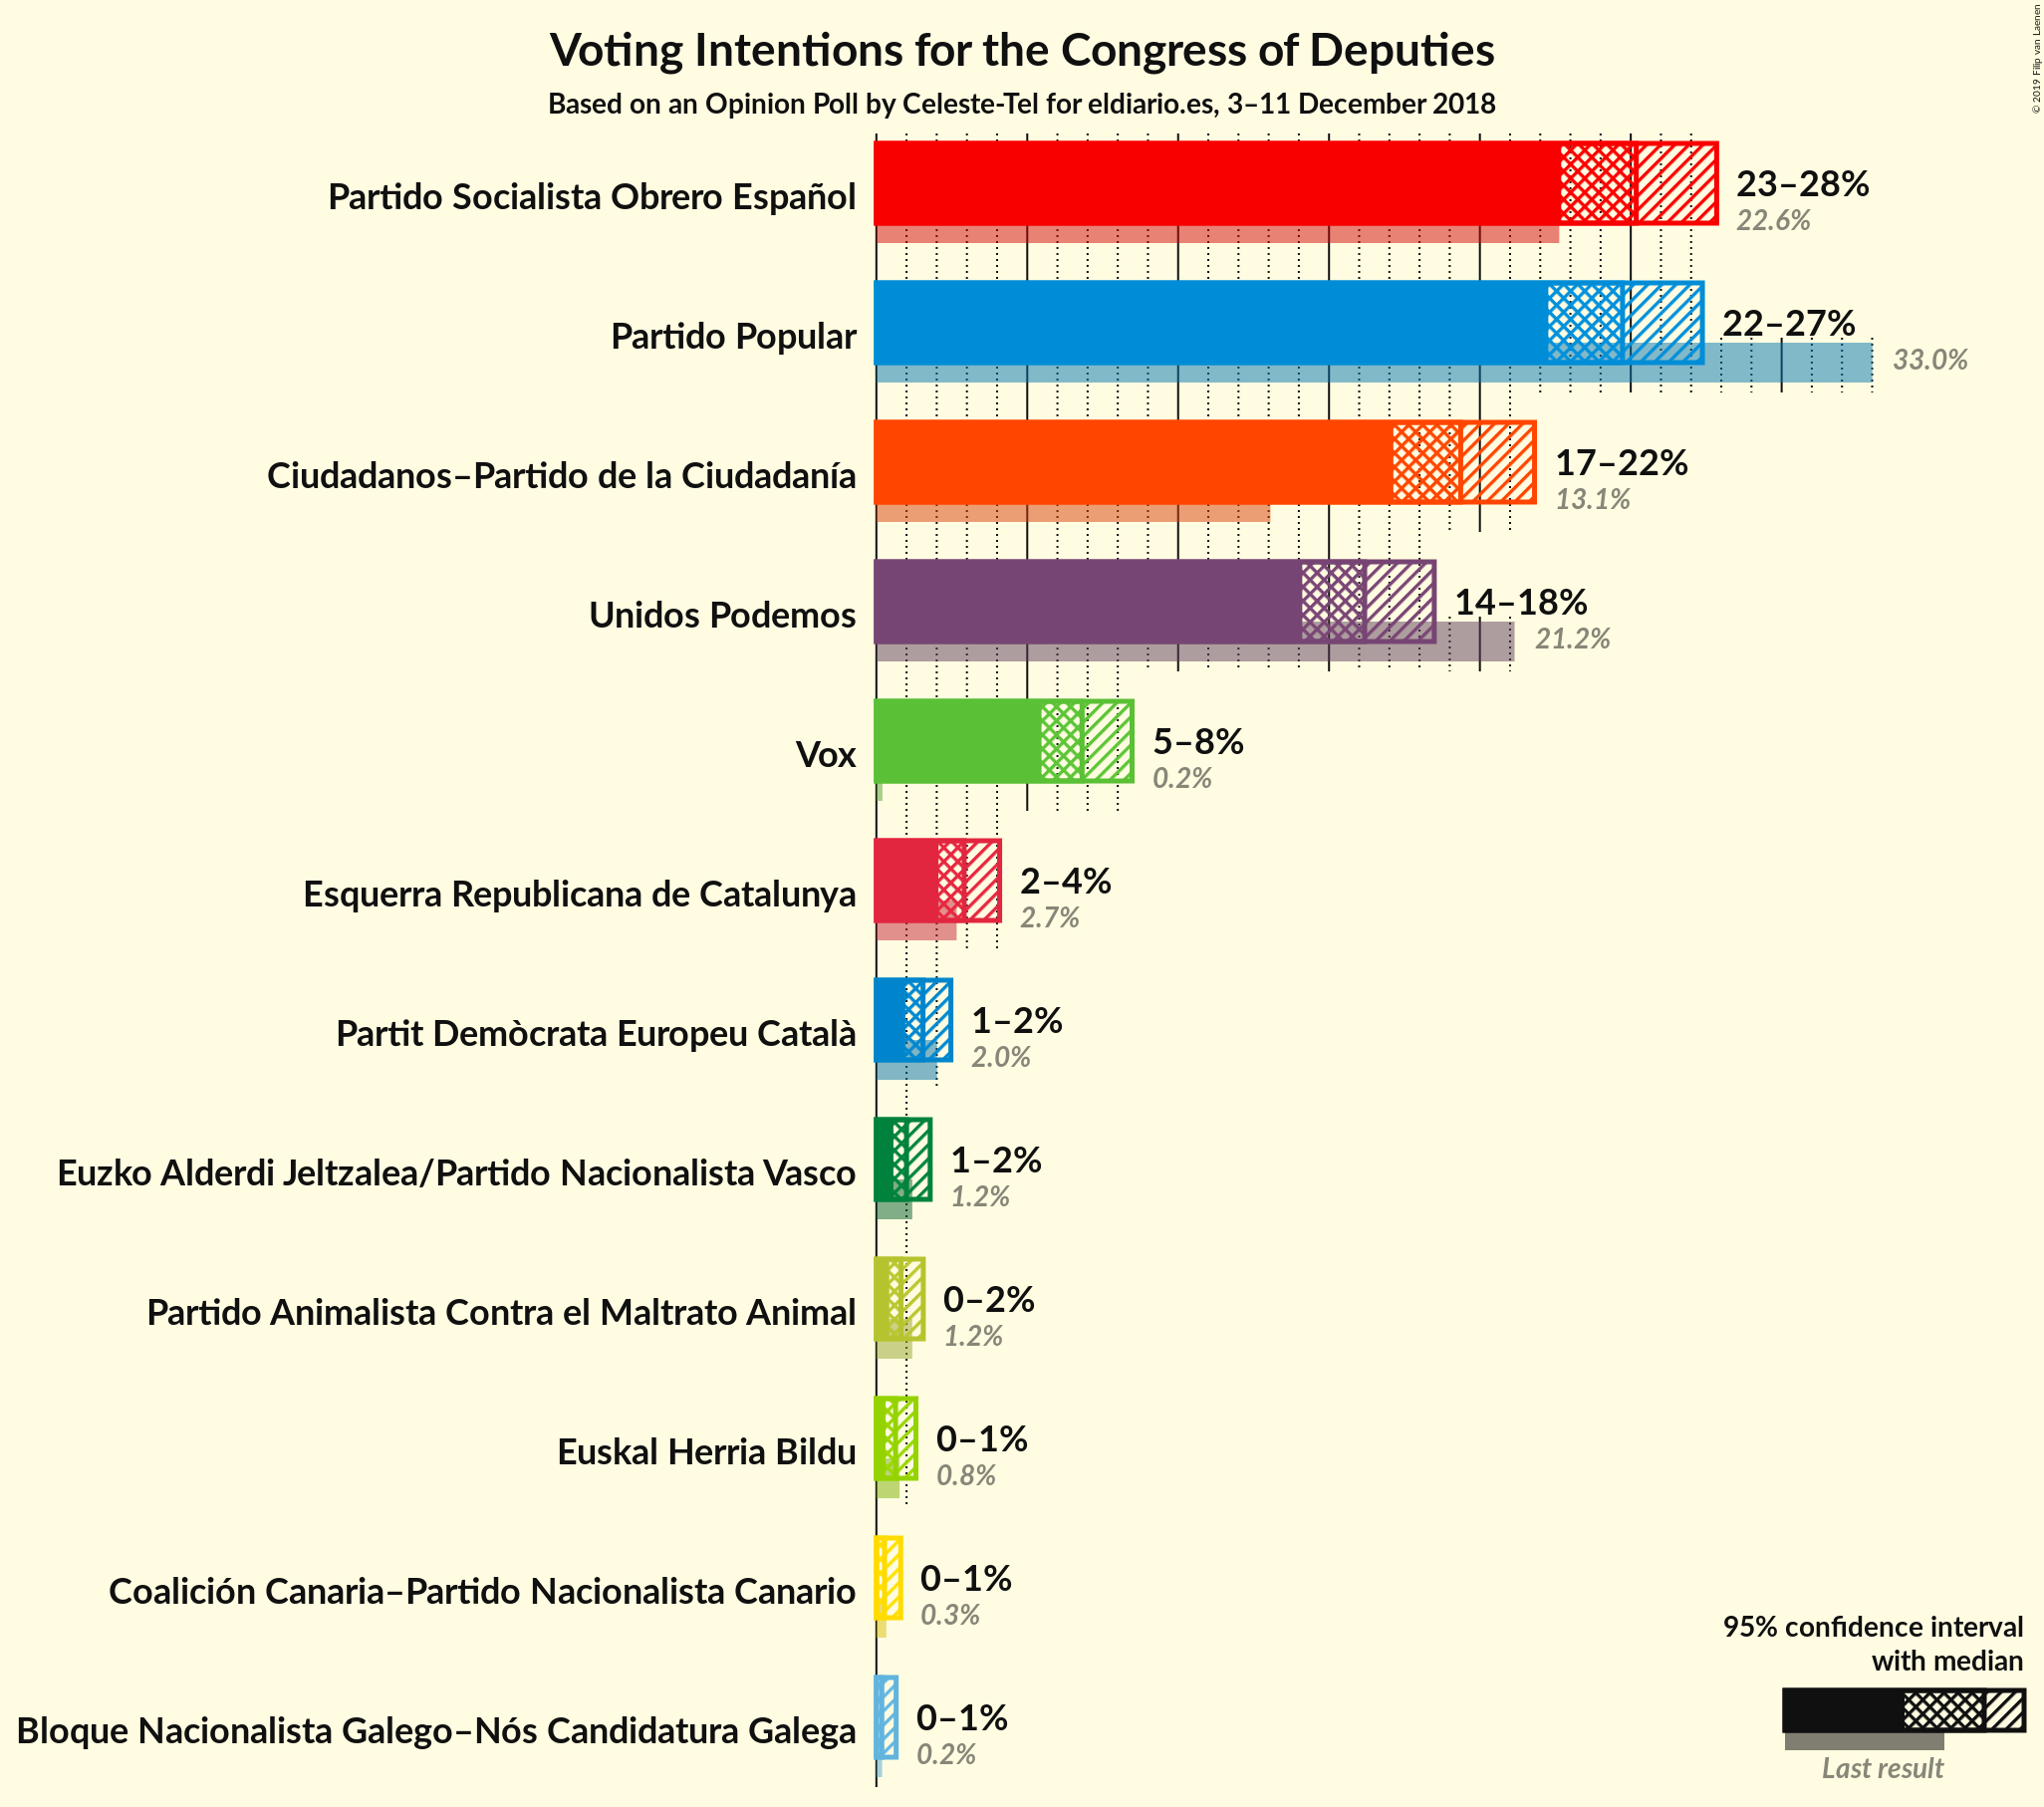 Voting Intentions for the Congress of Deputies
Based on an Opinion Poll by Celeste-Tel for eldiario.es, 3–11 December 2018
© 2019 Filip van Laenen
Partido Socialista Obrero Español
23–28%
22.6%
Partido Popular
22–27%
33.0%
Ciudadanos–Partido de la Ciudadanía
17–22%
13.1%
Unidos Podemos
14–18%
21.2%
Vox
5–8%
0.2%
Esquerra Republicana de Catalunya
2–4%
2.7%
Partit Demòcrata Europeu Català
1–2%
2.0%
Euzko Alderdi Jeltzalea/Partido Nacionalista Vasco
1–2%
1.2%
Partido Animalista Contra el Maltrato Animal
0–2%
1.2%
Euskal Herria Bildu
0–1%
0.8%
Coalición Canaria–Partido Nacionalista Canario
0–1%
0.3%
Bloque Nacionalista Galego–Nós Candidatura Galega
0–1%
0.2%
95% confidence interval
with median
Last result